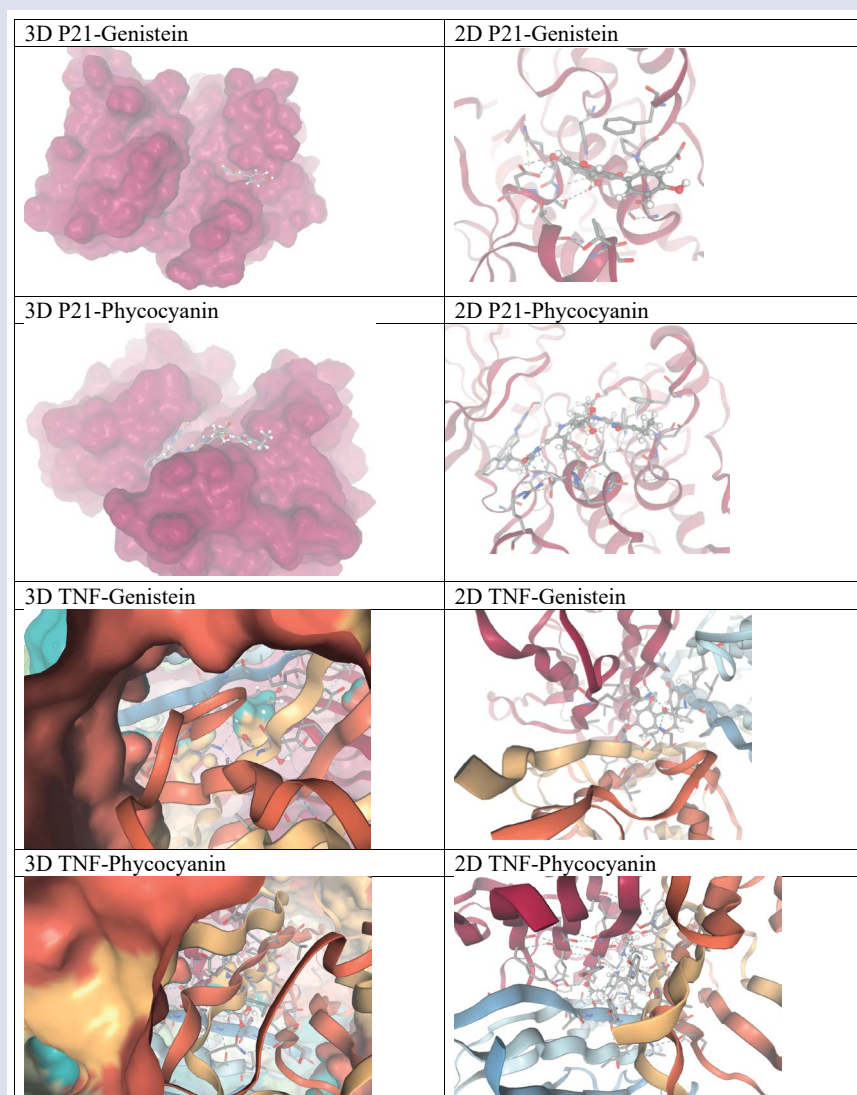 3D P21-Genistein
2D P21-Genistein
3D P21-Phycocyanin
2D P21-Phycocyanin
3D TNF-Genistein
2D TNF-Genistein
3D TNF-Phycocyanin
2D TNF-Phycocyanin